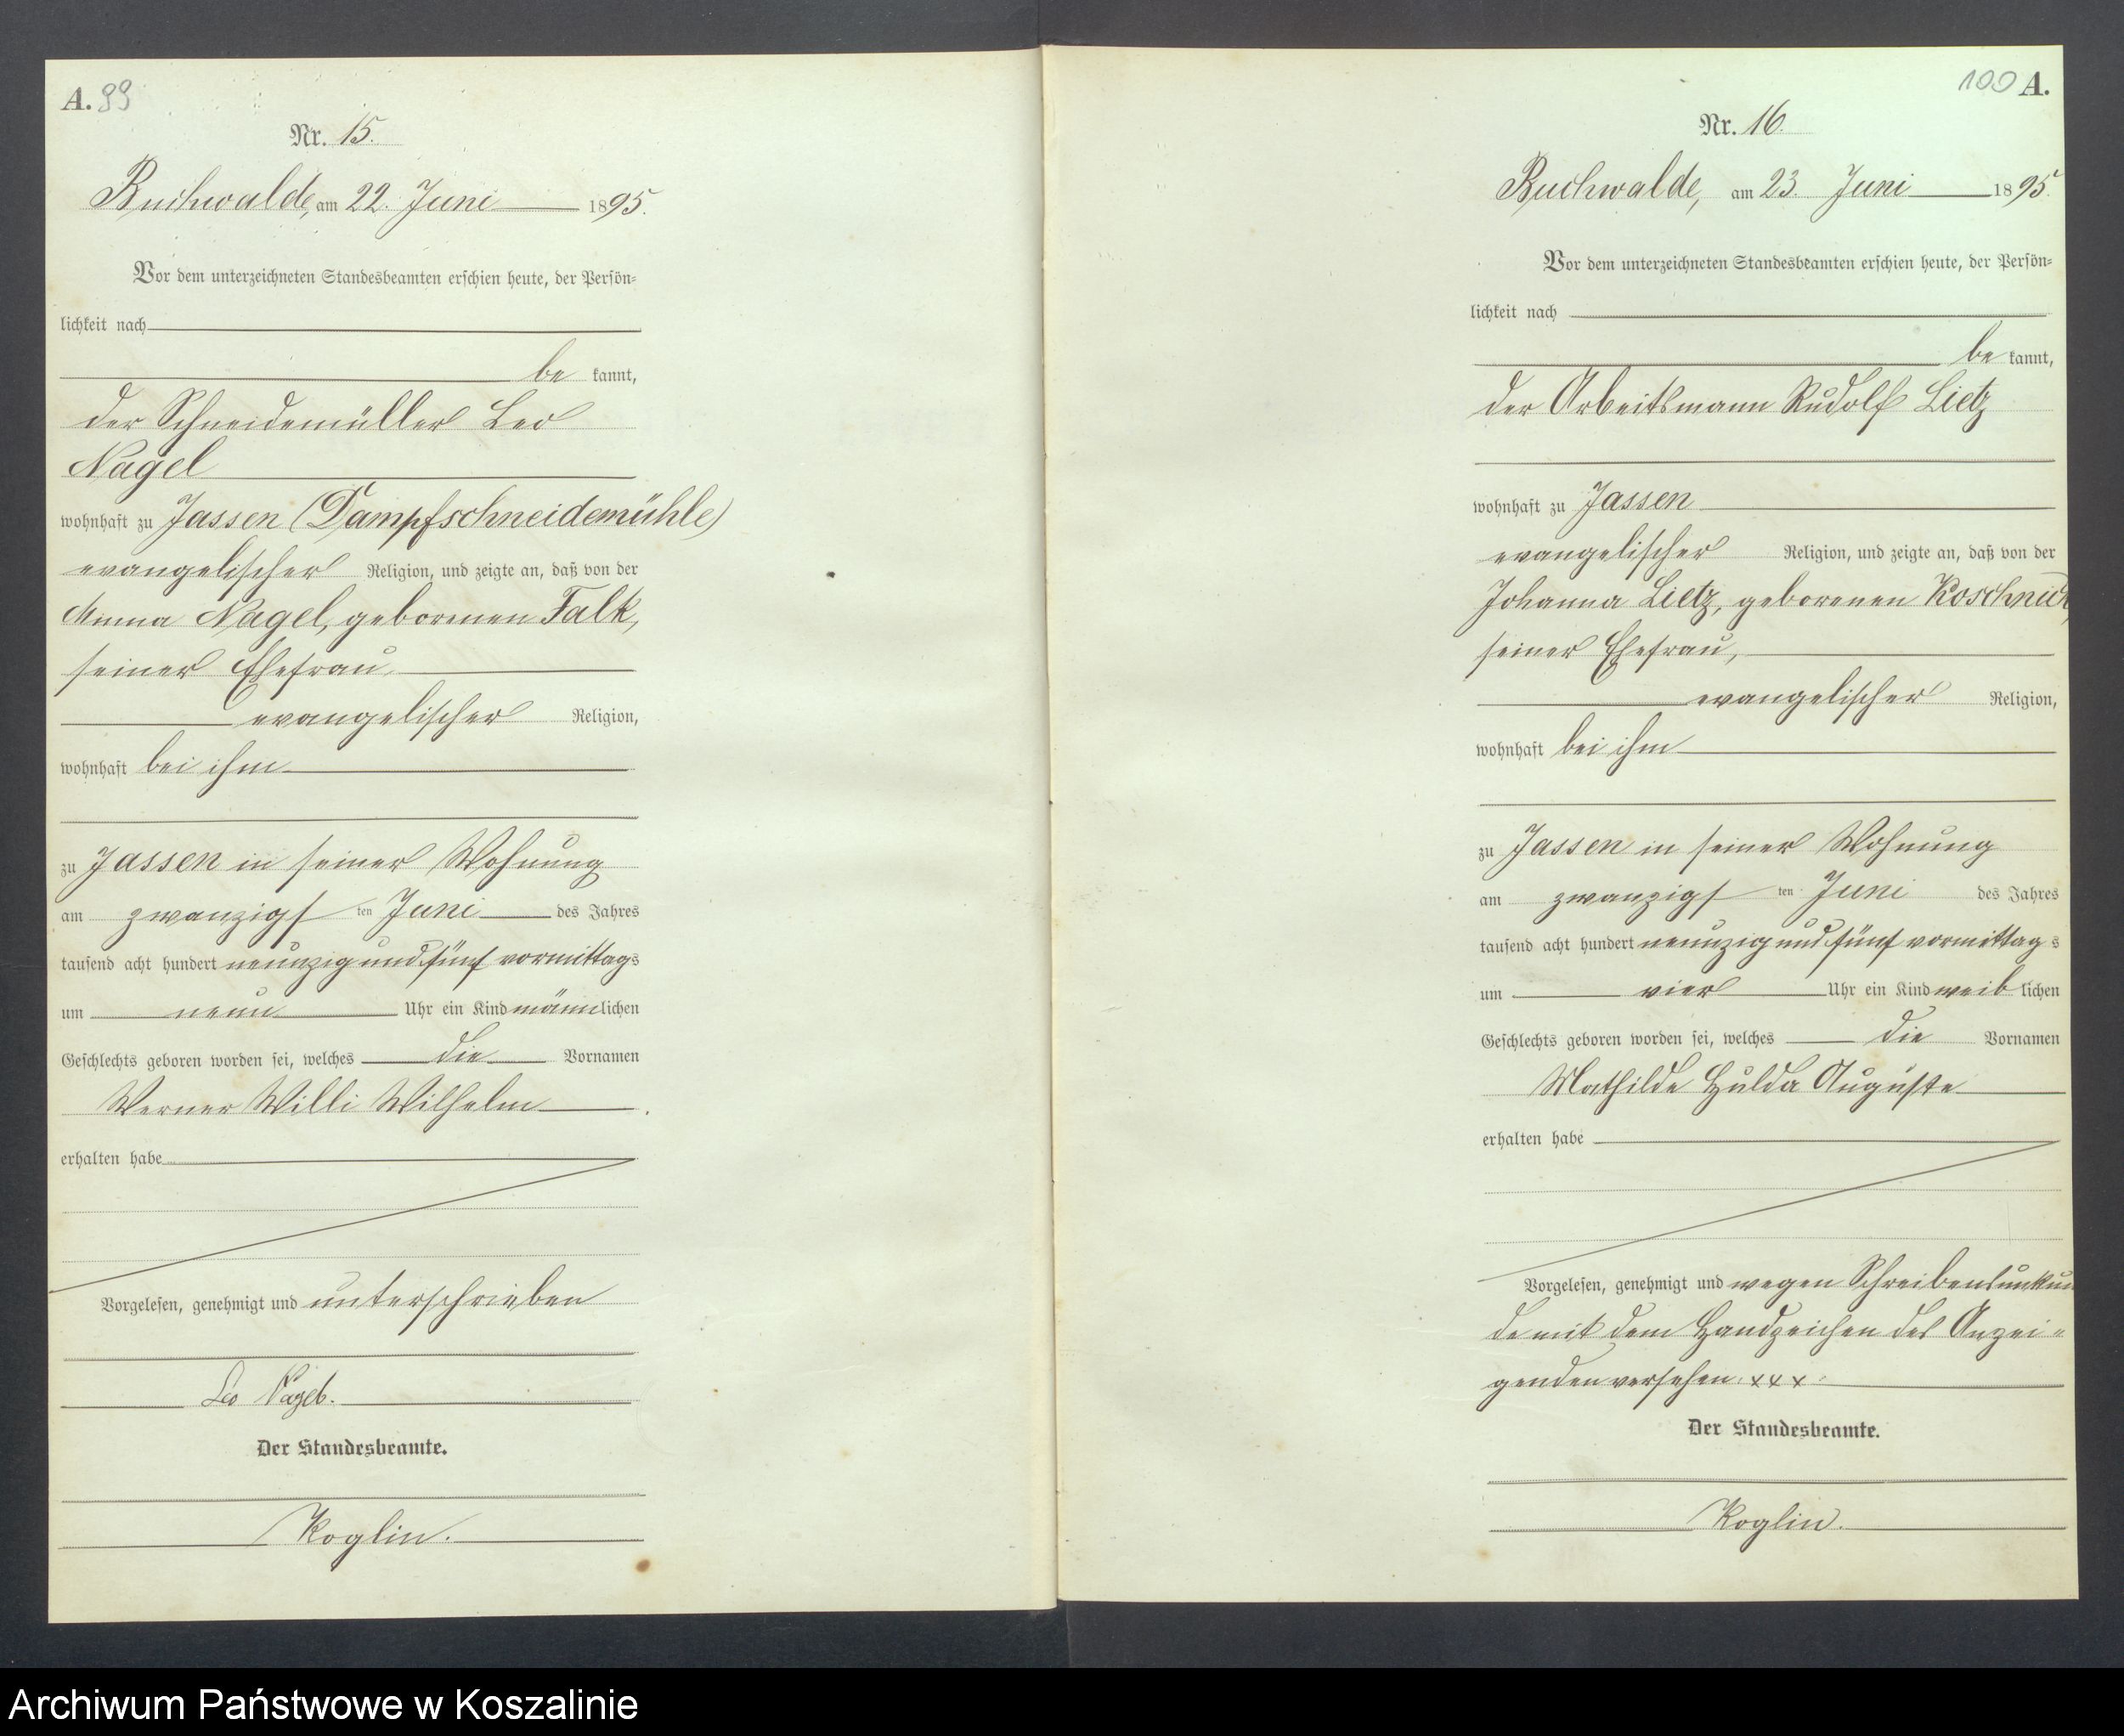 A. 99
Nr. 15.
Buchwalde, am 22. Juni 1895.
Vor dem unterzeichneten Standesbeamten erschien heute, der Persön-
lichkeit nach
be kannt,
der Schneidemüller Leo
Nagel
wohnhaft zu Jassen (Dampfschneidemühle)
evangelischer Religion, und zeigte an, daß von der
Minna Nagel, geborenen Falk,
seiner Ehefrau,
evangelischer Religion,
wohnhaft bei ihm
zu Jassen in seiner Wohnung
am zwanzigsten Juni des Jahres
tausend acht hundert neunzig und fünf vormittags
um neun Uhr ein Kind männlichen
Geschlechts geboren worden sei, welches die Vornamen
Werner Willi Wilhelm
erhalten habe
Vorgelesen, genehmigt und unterschrieben
Leo Nagel.
Der Standesbeamte.
Koglin.
100 A.
Nr. 16.
Buchwalde, am 23. Juni 1895.
Vor dem unterzeichneten Standesbeamten erschien heute, der Persön-
lichkeit nach
be kannt,
der Arbeitsmann Rudolf Lietz
wohnhaft zu Jassen
evangelischer Religion, und zeigte an, daß von der
Johanna Lietz, geborenen Koschnick,
seiner Ehefrau,
evangelischer Religion,
wohnhaft bei ihm
zu Jassen in seiner Wohnung
am zwanzigsten Juni des Jahres
tausend acht hundert neunzig und fünf vormittags
um vier Uhr ein Kind weiblichen
Geschlechts geboren worden sei, welches die Vornamen
Mathilde Hulda Auguste
erhalten habe
Vorgelesen, genehmigt und wegen Schreibensunkun
de mit dem Handzeichen des Anzei-
genden versehen. xxx.
Der Standesbeamte.
Koglin.
Archiwum Państwowe w Koszalinie